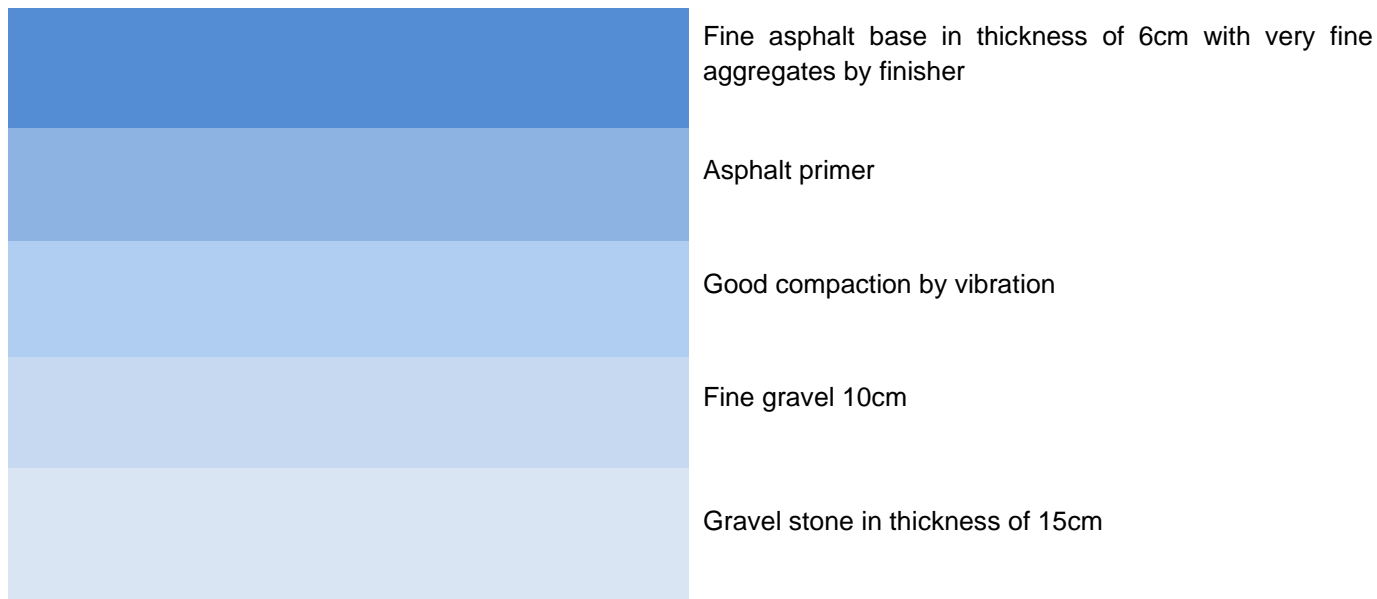 Fine asphalt base in thickness of 6cm with very fine
aggregates by finisher
Asphalt primer
Good compaction by vibration
Fine gravel 10cm
Gravel stone in thickness of 15cm